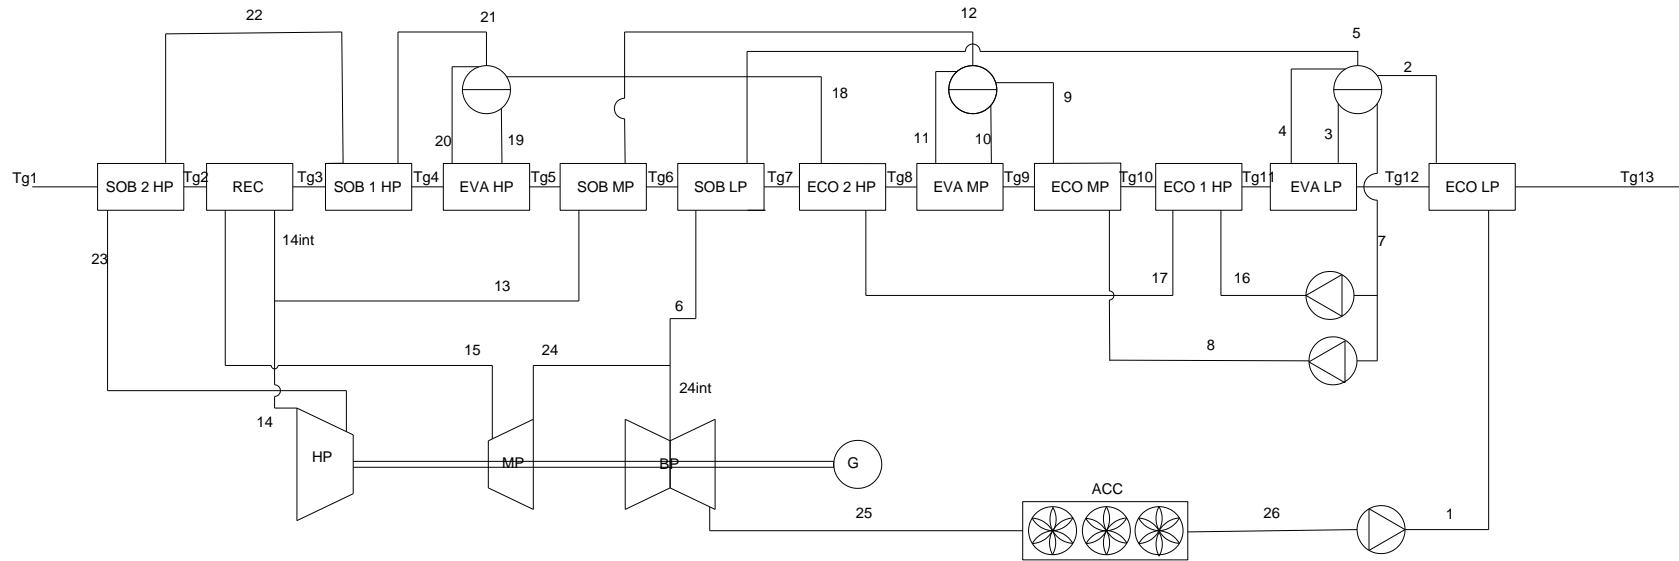 22
21
12
5
2
18
9
20
19
11
10
4
3
Tg1
SOB 2 HP
Tg2
REC
Tg3
SOB 1 HP
Tg4
EVA HP
Tg5
SOB MP
Tg6
SOB LP
Tg7
ECO 2 HP
Tg8
EVA MP
Tg9
ECO MP
Tg10
ECO 1 HP
Tg11
EVA LP
Tg12
ECO LP
Tg13
14int
7
23
13
17
16
6
15
24
8
24int
14
HP
MP
BP
G
ACC
25
26
1